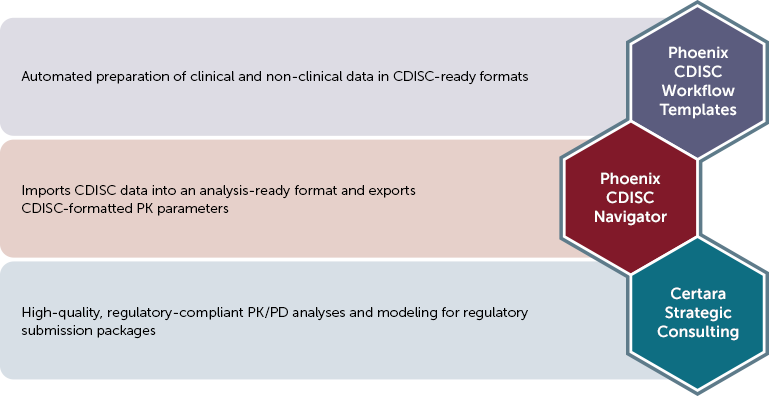 Automated preparation of clinical and non-clinical data in CDISC-ready formats
Phoenix
CDISC
Workflow
Templates
Imports CDISC data into an analysis-ready format and exports
CDISC-formatted PK parameters
Phoenix
CDISC
Navigator
High-quality, regulatory-compliant PK/PD analyses and modeling for regulatory
submission packages
Certara
Strategic
Consulting